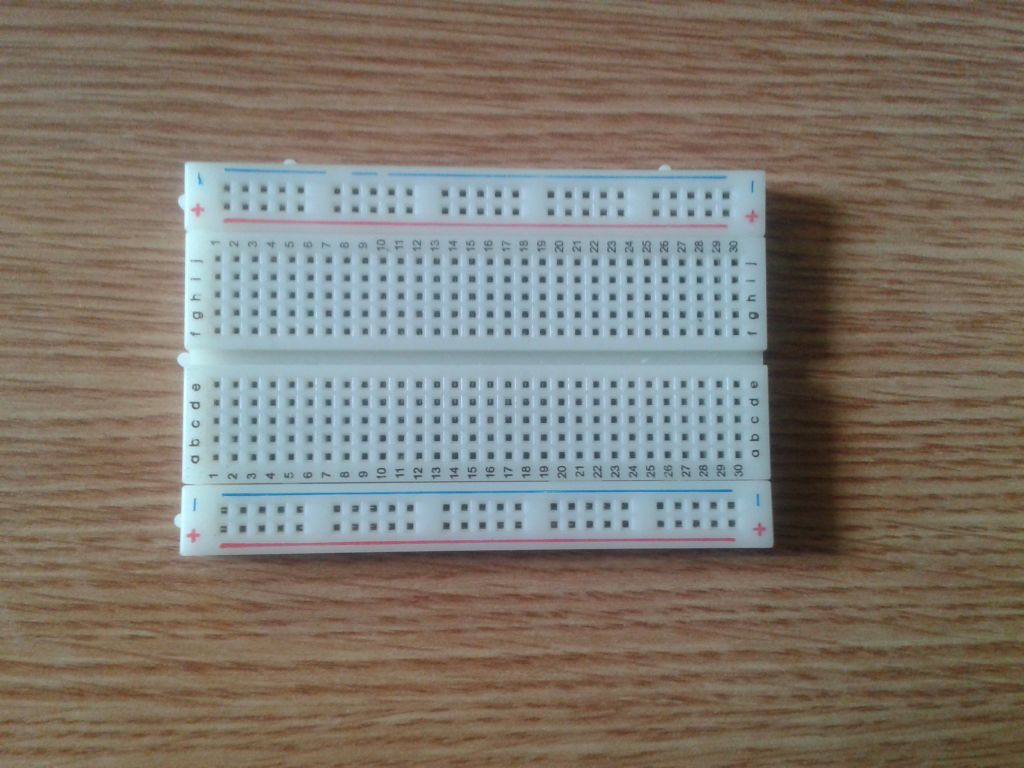 - -
+ +
1 2 3 4 5 6 7 8 9 10 11 12 13 14 15 16 17 18 19 20 21 22 23 24 25 26 27 28 29 30
j j
i i
h h
g g
f f
e e
d d
c c
b b
a a
1 2 3 4 5 6 7 8 9 10 11 12 13 14 15 16 17 18 19 20 21 22 23 24 25 26 27 28 29 30
- -
+ +